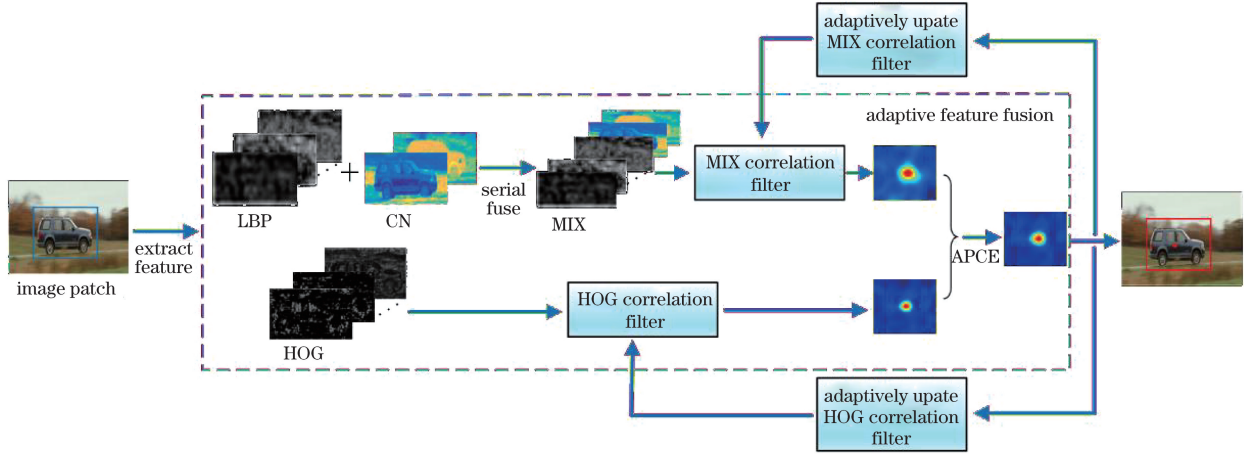 adaptively upate
MIX correlation
filter
adaptive feature fusion
LBP
+
CN
serial
fuse
MIX
MIX correlation
filter
image patch
extract
feature
APCE
HOG
HOG correlation
filter
adaptively upate
HOG correlation
filter